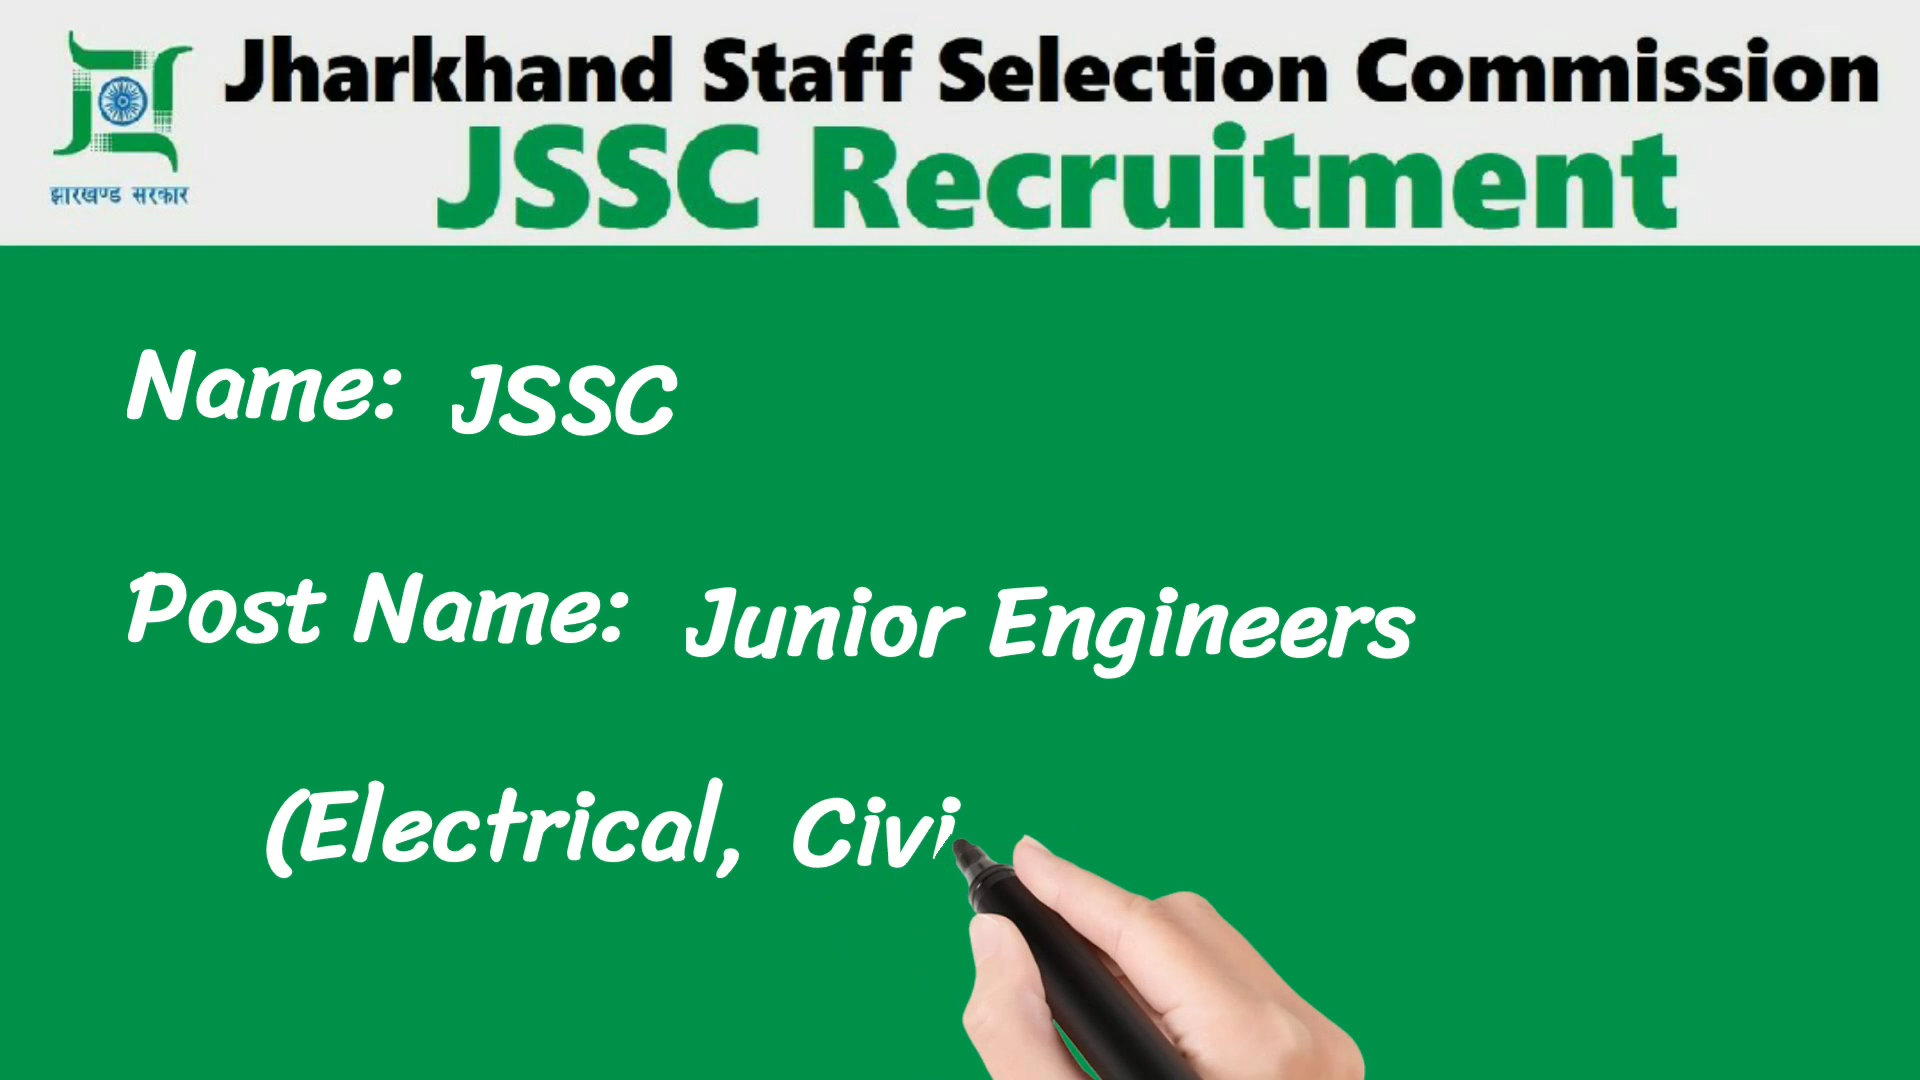 Jharkhand Staff Selection Commission
JSSC Recruitment
झारखण्ड सरकार
Name: JSSC
Post Name: Junior Engineers
(Electrical, Civi